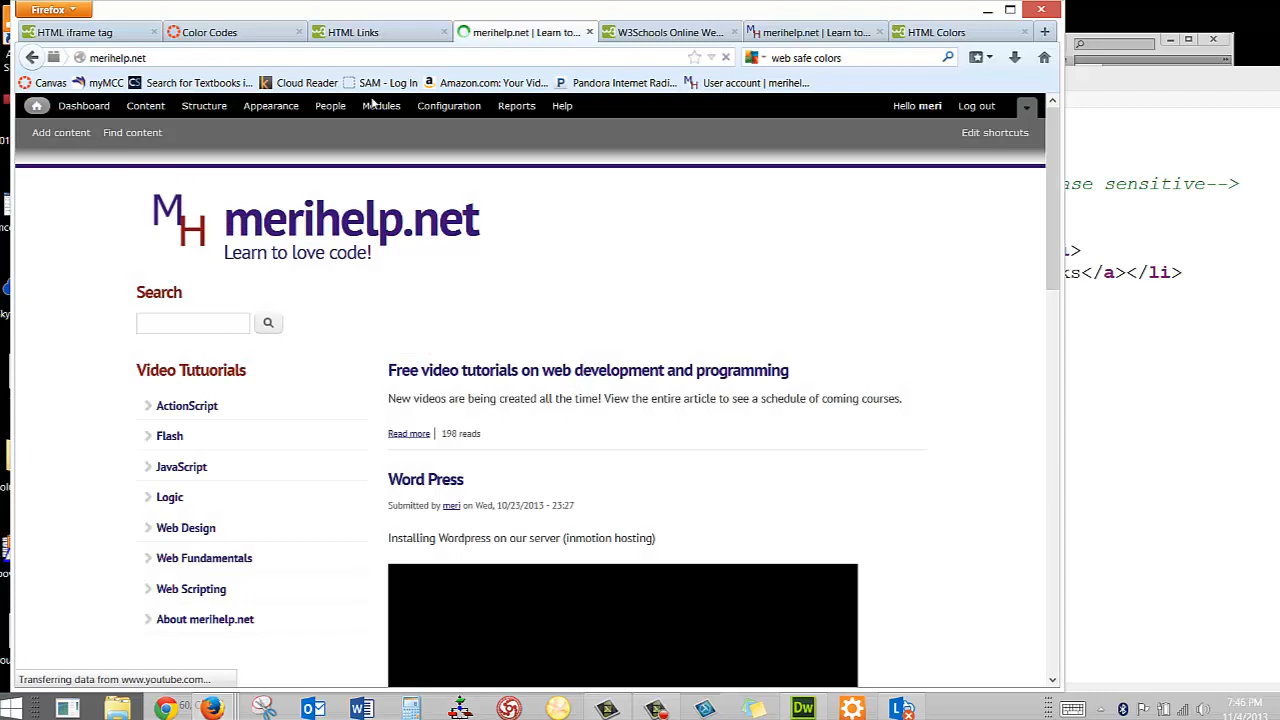 Firefox
HTML iframe tag
Color Codes
HTML Links
merihelp.net | Learn to...
W3Schools Online We...
merihelp.net | Learn to...
HTML Colors
merihelp.net
web safe colors
Canvas
myMCC
Search for Textbooks i...
Cloud Reader
SAM - Log In
Amazon.com: Your Vid...
Pandora Internet Radi...
User account | merihel...
Dashboard Content Structure Appearance People Modules Configuration Reports Help
Hello meri Log out
Add content Find content
Edit shortcuts
ase sensitive-->
MH
merihelp.net
Learn to love code!
i>
ks</a></li>
Search
Video Tutuorials
ActionScript
Flash
JavaScript
Logic
Web Design
Web Fundamentals
Web Scripting
About merihelp.net
Free video tutorials on web development and programming
New videos are being created all the time! View the entire article to see a schedule of coming courses.
Read more | 198 reads
Word Press
Submitted by meri on Wed, 10/23/2013 - 23:27
Installing Wordpress on our server (inmotion hosting)
Transferring data from www.youtube.com...
Dw
7:46 PM
11/4/2013